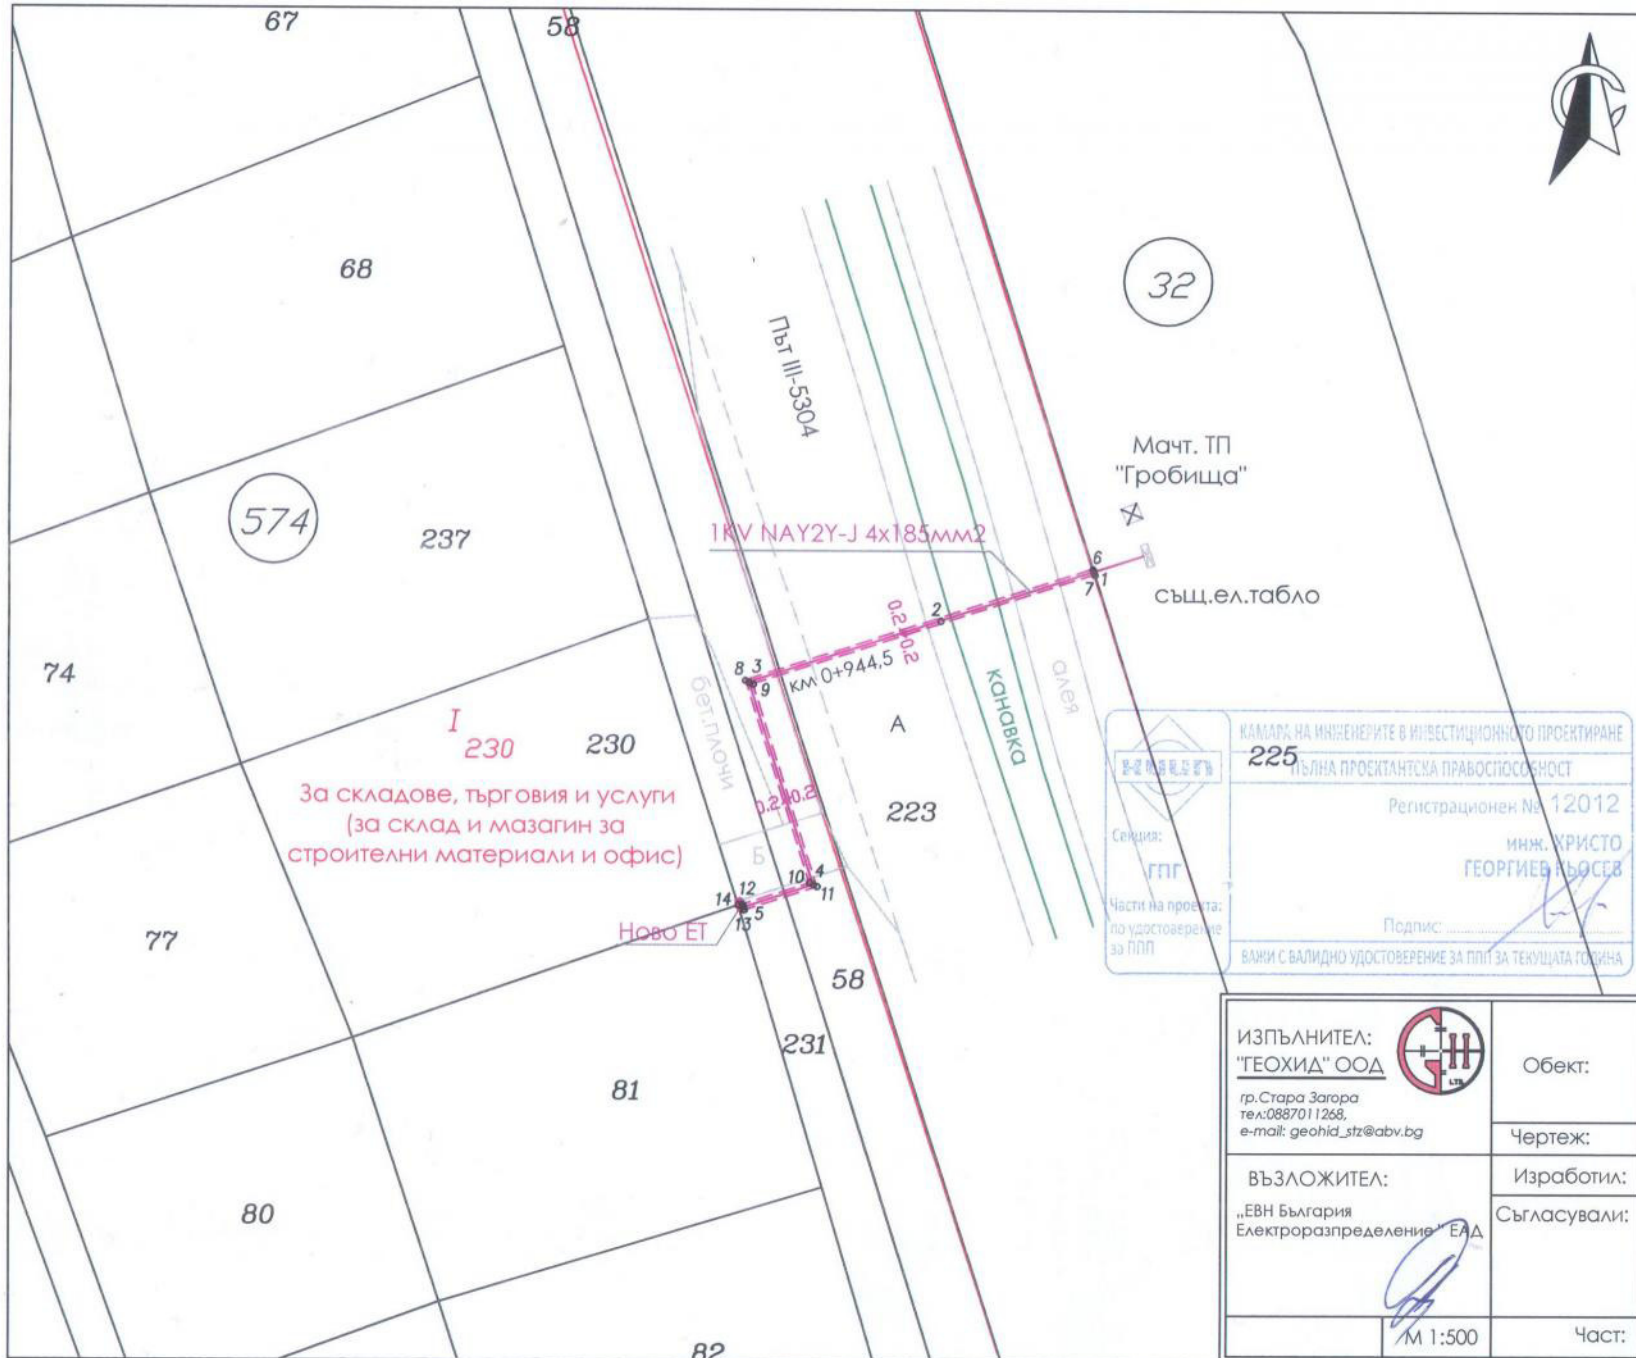 67
58
68
32
Път III-5304
Мачт. ТП
"Гробища"
574
237
1KV NAY2Y-J 4x185мм2
6
7
1
същ.ел.табло
2
0.2
0.2
74
8
3
9
км 0+944,5
бет.плочи
канавка
алея
А
I
230
230
За складове, търговия и услуги
(за склад и мазагин за
строителни материали и офис)
0.2
0.2
223
225
Б
10
4
11
12
14
5
13
Ново ЕТ
77
58
231
81
80
82
КАМАРА НА ИНЖЕНЕРИТЕ В ИНВЕСТИЦИОННОТО ПРОЕКТИРАНЕ
КИИП
ПЪЛНА ПРОЕКТАНТСКА ПРАВОСПОСОБНОСТ
Регистрационен № 12012
Секция:
ГПГ
инж. ХРИСТО
ГЕОРГИЕВ КЬОСЕВ
Части на проекта:
по удостоверение
за ППП
Подпис:
ВАЖИ С ВАЛИДНО УДОСТОВЕРЕНИЕ ЗА ППП ЗА ТЕКУЩАТА ГОДИНА
ИЗПЪЛНИТЕЛ:
"ГЕОХИД" ООД
LTD.
гр.Стара Загора
тел:0887011268,
e-mail: geohid_stz@abv.bg
Обект:
Чертеж:
ВЪЗЛОЖИТЕЛ:
„ЕВН България
Електроразпределение" ЕАД
Изработил:
Съгласували:
М 1:500
Част: